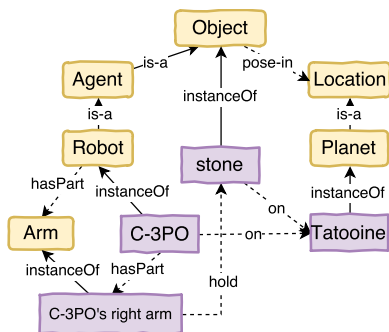 Object
is-a
pose-in
Agent
Location
instanceOf
is-a
is-a
Robot
Planet
stone
hasPart
instanceOf
instanceOf
on
Arm
C-3PO
on
Tatooine
instanceOf
hasPart
hold
C-3PO's right arm